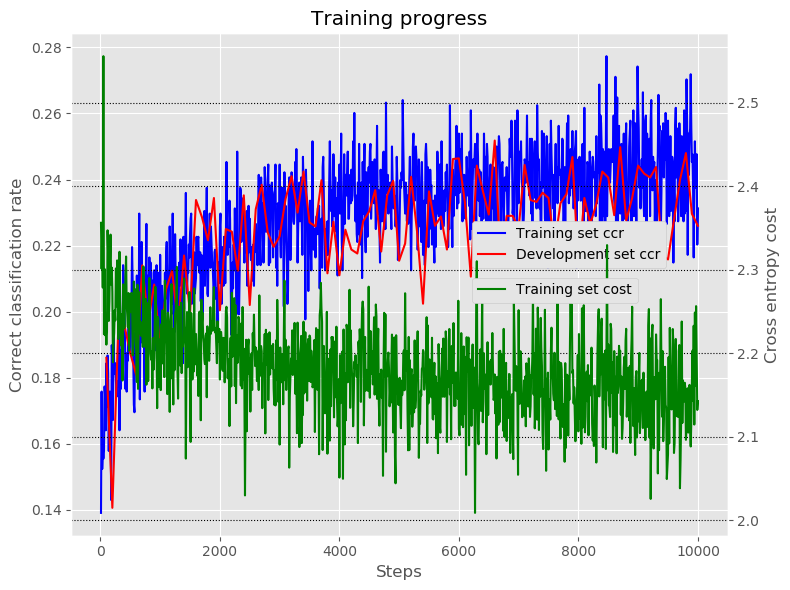 Training progress
0.28
0.26
0.24
0.22
0.20
0.18
0.16
0.14
Correct classification rate
2.5
2.4
2.3
2.2
2.1
2.0
Cross entropy cost
Training set ccr
Development set ccr
Training set cost
0
2000
4000
6000
8000
10000
Steps